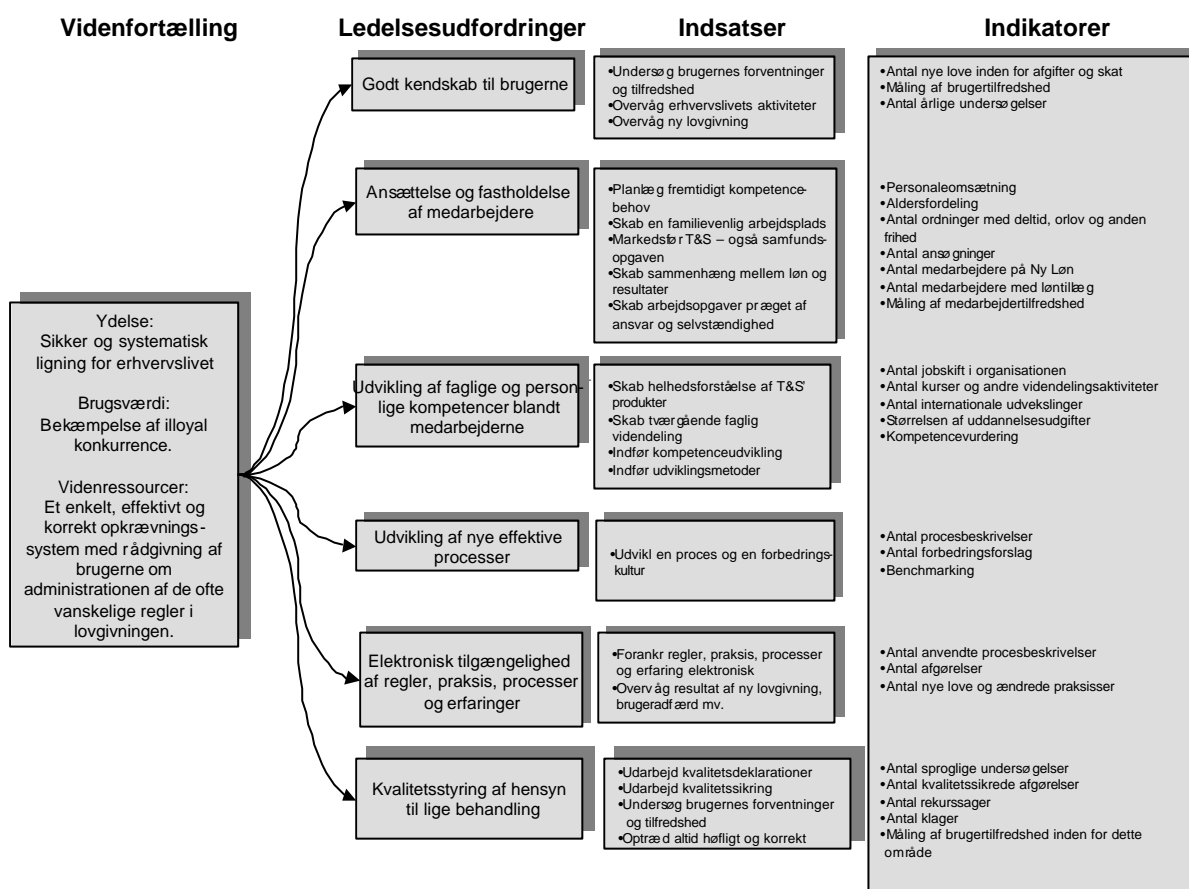 Videnfortælling
Ledelsesudfordringer
Indsatser
Indikatorer
Ydelse:
Sikker og systematisk
ligning for erhvervslivet
Brugsværdi:
Bekæmpelse af illoyal
konkurrence.
Videnressourcer:
Et enkelt, effektivt og
korrekt opkrævnings-
system med rådgivning af
brugerne om
administrationen af de ofte
vanskelige regler i
lovgivningen.
Godt kendskab til brugerne
•Undersøg brugernes forventninger
og tilfredshed
•Overvåg erhvervslivets aktiviteter
•Overvåg ny lovgivning
•Antal nye love inden for afgifter og skat
•Måling af brugertilfredshed
•Antal årlige undersøgelser
Ansættelse og fastholdelse
af medarbejdere
•Planlæg fremtidigt kompetence-
behov
•Skab en familievenlig arbejdsplads
•Markedsfør T&S – også samfunds-
opgaven
•Skab sammenhæng mellem løn og
resultater
•Skab arbejdsopgaver præget af
ansvar og selvstændighed
•Personaleomsætning
•Aldersfordeling
•Antal ordninger med deltid, orlov og anden
frihed
•Antal ansøgninger
•Antal medarbejdere på Ny Løn
•Antal medarbejdere med løntillæg
•Måling af medarbejdertilfredshed
Udvikling af faglige og person-
lige kompetencer blandt
medarbejderne
•Skab helhedsforståelse af T&S'
produkter
•Skab tværgående faglig
videndeling
•Indfør kompetenceudvikling
•Indfør udviklingsmetoder
•Antal jobskift i organisationen
•Antal kurser og andre videndelingsaktiviteter
•Antal internationale udvekslinger
•Størrelsen af uddannelsesudgifter
•Kompetencevurdering
Udvikling af nye effektive
processer
•Udvikl en proces og en forbedrings-
kultur
•Antal procesbeskrivelser
•Antal forbedringsforslag
•Benchmarking
Elektronisk tilgængelighed
af regler, praksis, processer
og erfaringer
•Forankr regler, praksis, processer
og erfaring elektronisk
•Overvåg resultat af ny lovgivning,
brugeradfærd mv.
•Antal anvendte procesbeskrivelser
•Antal afgørelser
•Antal nye love og ændrede praksisser
Kvalitetsstyring af hensyn
til lige behandling
•Udarbejd kvalitetsdeklarationer
•Udarbejd kvalitetssikring
•Undersøg brugernes forventninger
og tilfredshed
•Optræd altid høfligt og korrekt
•Antal sproglige undersøgelser
•Antal kvalitetssikrede afgørelser
•Antal rekurssager
•Antal klager
•Måling af brugertilfredshed inden for dette
område